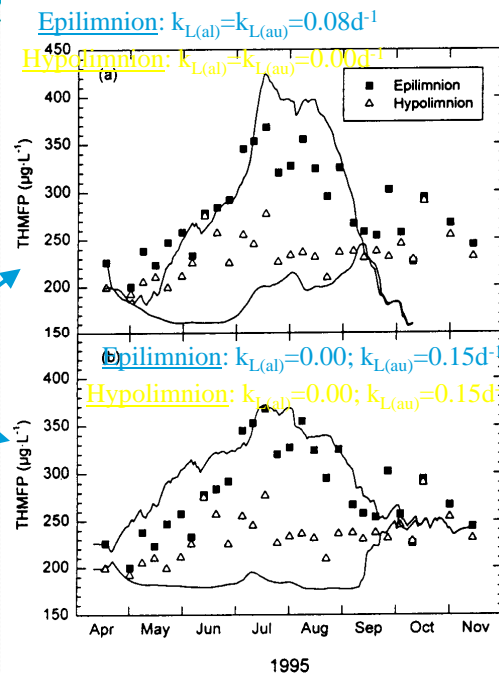 Epilimnion: kL(al)=kL(au)=0.08d-1
Hypolimnion: kL(al)=kL(au)=0.00d-1
450
(a)
Epilimnion
Hypolimnion
400
350
THMFP (µg·L-1)
300
250
200
150
(b)
Epilimnion: kL(al)=0.00; kL(au)=0.15d-1
Hypolimnion: kL(al)=0.00; kL(au)=0.15d
400
350
THMFP (µg·L-1)
300
250
200
150
Apr May Jun Jul Aug Sep Oct Nov
1995